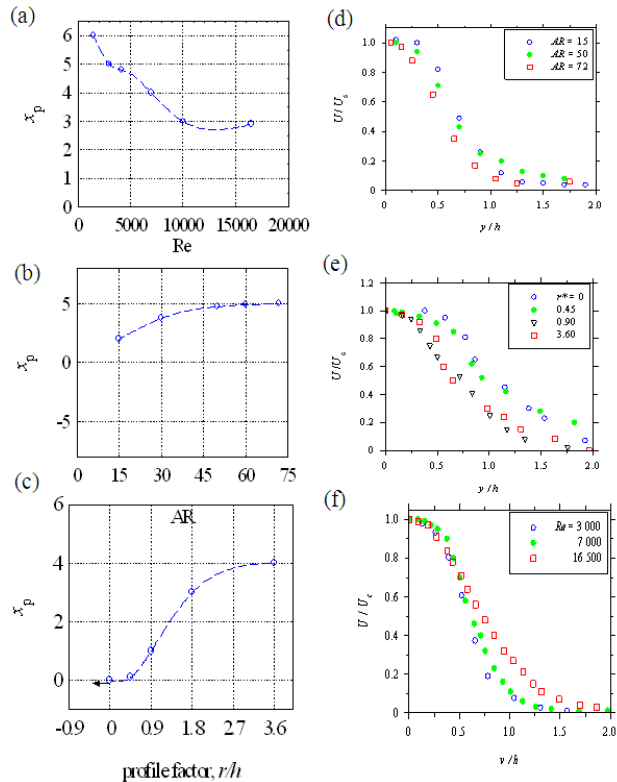 (a)
6
5
4
3
2
1
0
x_p
0 5000 10000 15000 20000
Re
(b)
5
0
-5
x_p
0 15 30 45 60 75
(c)
AR
6
4
2
0
x_p
-0.9 0 0.9 1.8 2.7 3.6
profile factor, r/h
(d)
AR = 15
AR = 50
AR = 72
1.0
0.8
0.6
0.4
0.2
0
U/U_c
0 0.5 1.0 1.5 2.0
y/h
(e)
r* = 0
0.45
0.90
3.60
1.2
1.0
0.8
0.6
0.4
0.2
0
U/U_c
0 0.5 1.0 1.5 2.0
y/h
(f)
Re = 3 000
7 000
16 500
1.0
0.8
0.6
0.4
0.2
0
U / U_c
0 0.5 1.0 1.5 2.0
y/h